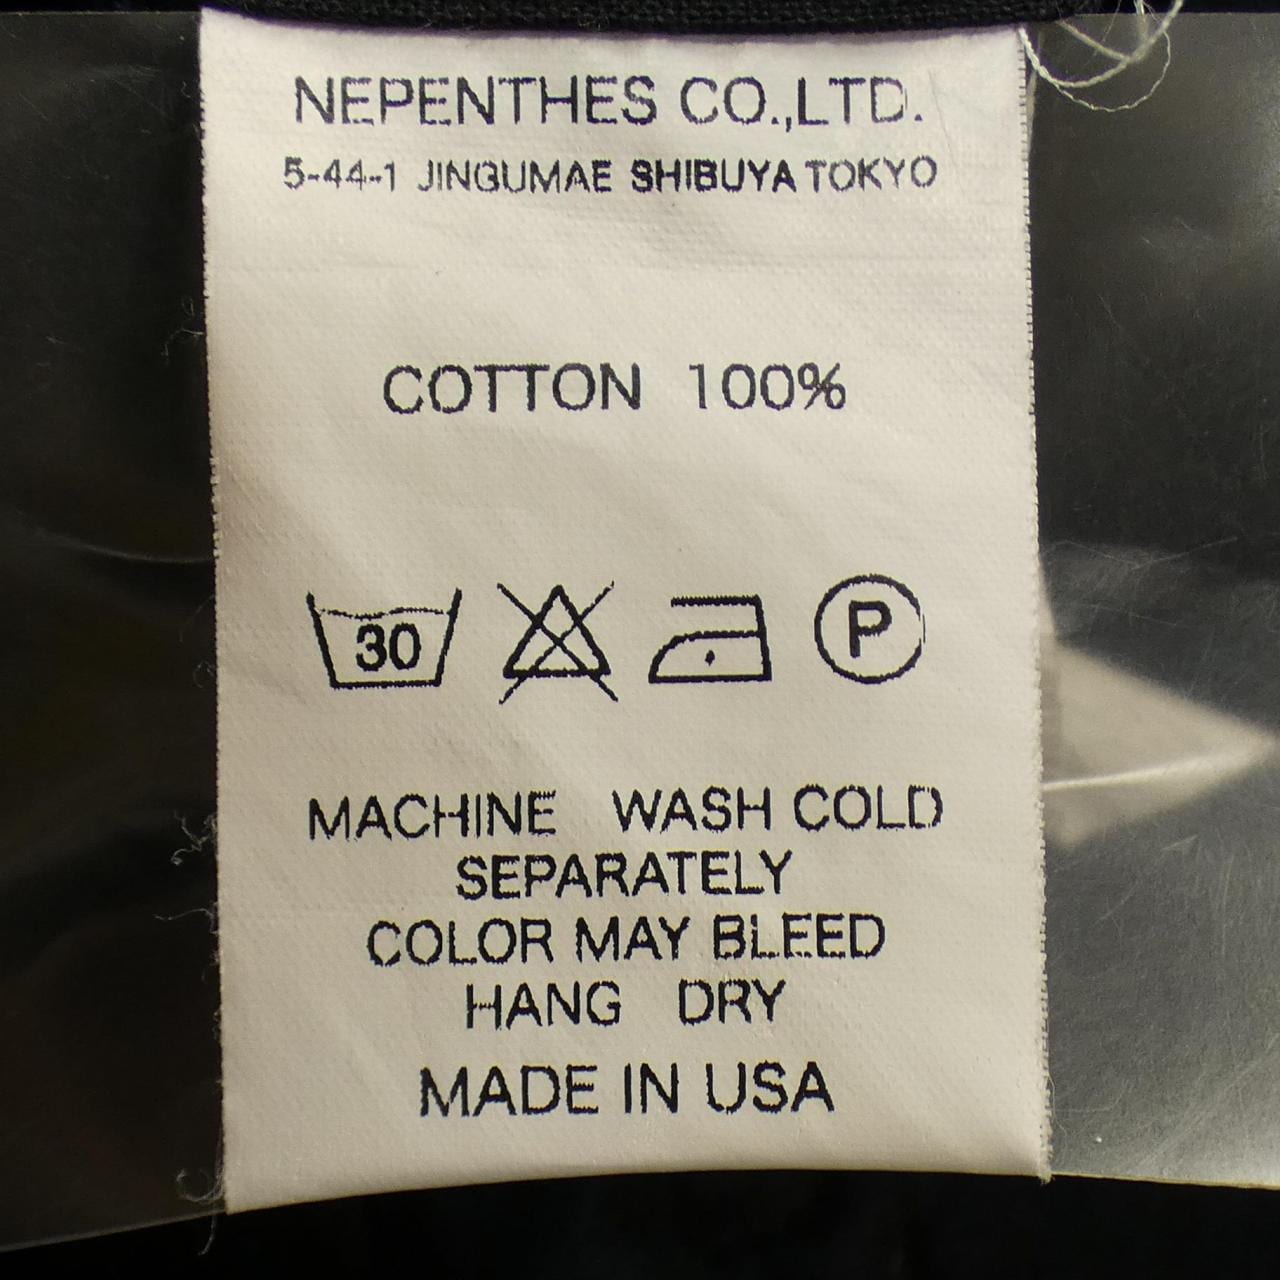 NEPENTHES CO.,LTD.
5-44-1 JINGUMAE SHIBUYA TOKYO
COTTON 100%
30 P
MACHINE WASH COLD
SEPARATELY
COLOR MAY BLEED
HANG DRY
MADE IN USA